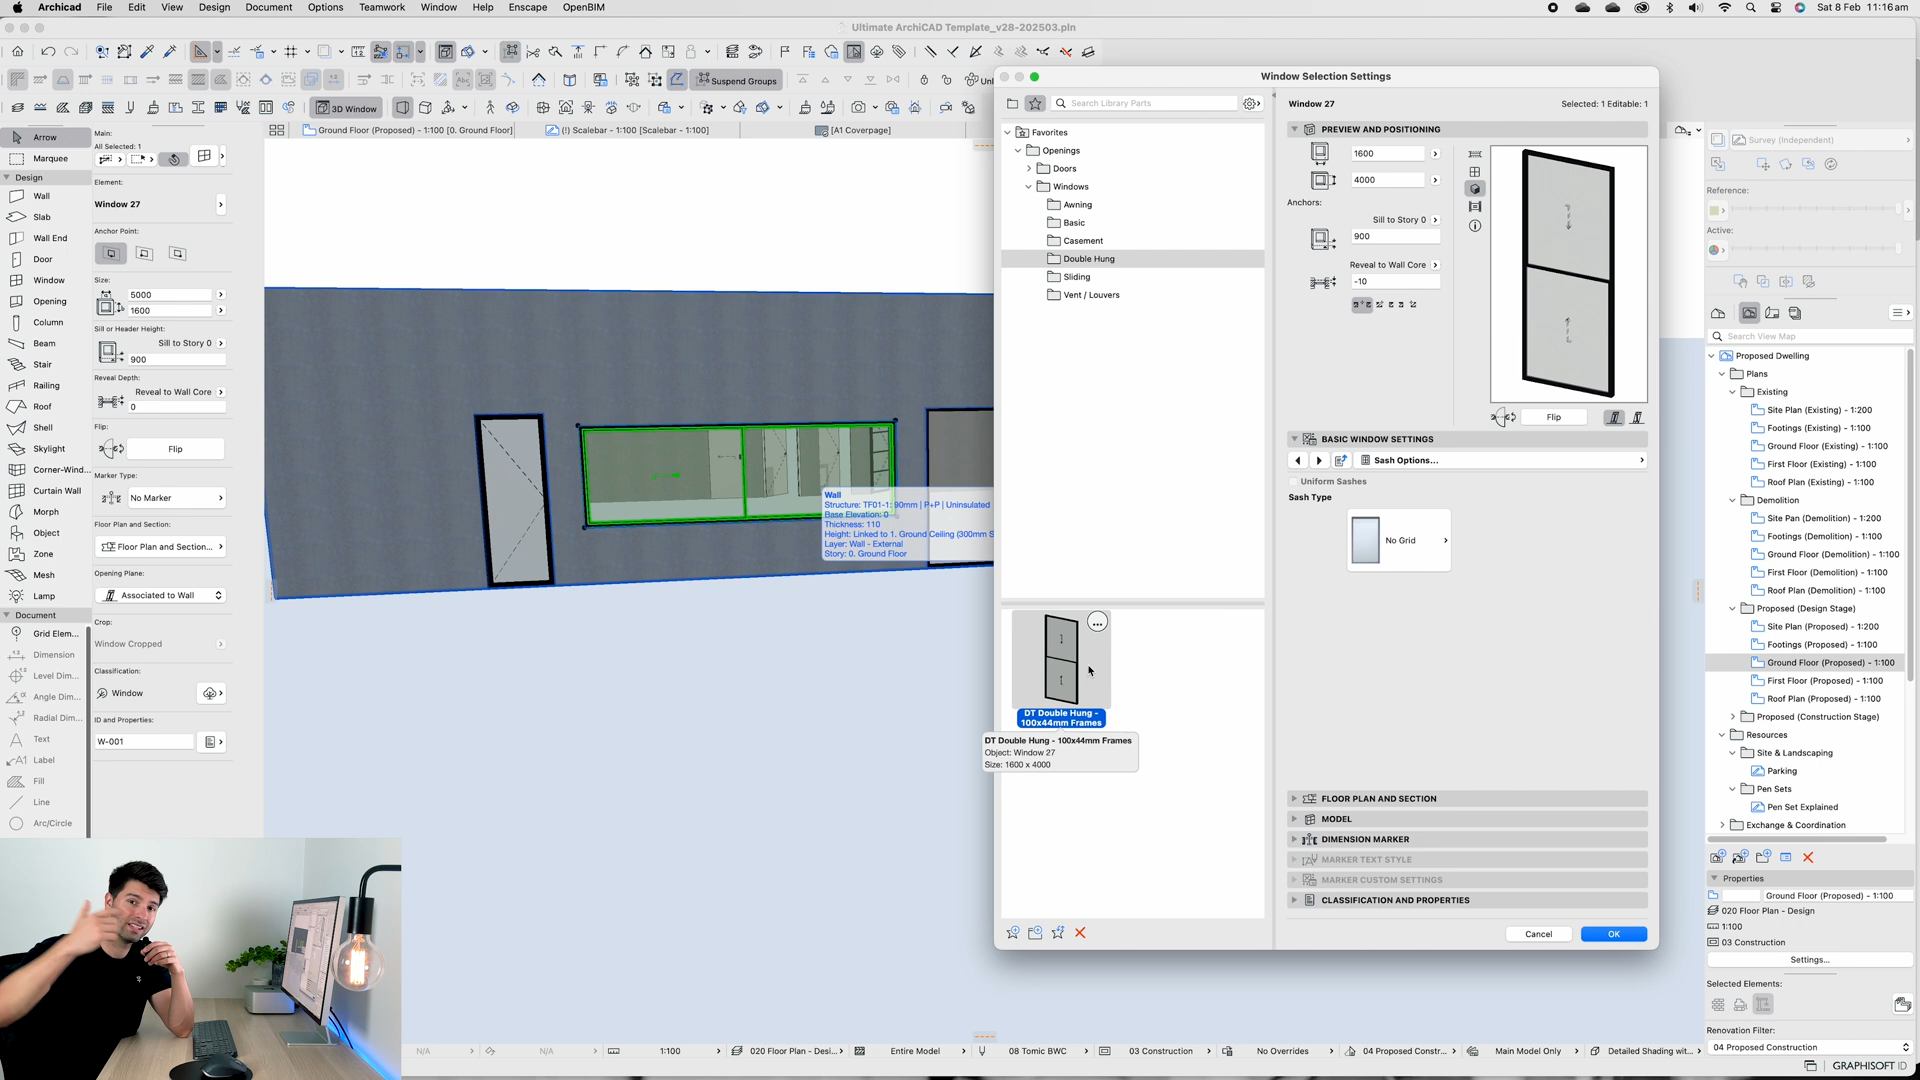 Archicad File Edit View Design Document Options Teamwork Window Help Enscape OpenBIM
Sat 8 Feb 11:16 am
Ultimate ArchiCAD Template_v28-202503.pln
Suspend Groups
3D Window
Ground Floor (Proposed) - 1:100 [0. Ground Floor]
(!) Scalebar - 1:100 [Scalebar - 1:100]
[A1 Coverpage]
Arrow
Marquee
Design
Wall
Slab
Wall End
Door
Window
Opening
Column
Beam
Stair
Railing
Roof
Shell
Skylight
Corner-Wind...
Curtain Wall
Morph
Object
Zone
Mesh
Lamp
Document
Grid Elem...
Dimension
Level Dim...
Angle Dim...
Radial Dim...
Text
Label
Fill
Line
Arc/Circle
Main:
All Selected: 1
Element:
Window 27
Anchor Point:
Size:
5000
1600
Sill or Header Height:
Sill to Story 0
900
Reveal Depth:
Reveal to Wall Core
0
Flip:
Flip
Marker Type:
No Marker
Floor Plan and Section:
Floor Plan and Section...
Opening Plane:
Associated to Wall
Crop:
Window Cropped
Classification:
Window
ID and Properties:
W-001
Wall
Structure: TF01-1: 90mm | P+P | Uninsulated
Base Elevation: 0
Thickness: 110
Height: Linked to 1. Ground Ceiling (300mm S
Layer: Wall - External
Story: 0. Ground Floor
Window Selection Settings
Search Library Parts
Favorites
Openings
Doors
Windows
Awning
Basic
Casement
Double Hung
Sliding
Vent / Louvers
DT Double Hung -
100x44mm Frames
DT Double Hung - 100x44mm Frames
Object: Window 27
Size: 1600 x 4000
Window 27
Selected: 1 Editable: 1
PREVIEW AND POSITIONING
1600
4000
Anchors:
Sill to Story 0
900
Reveal to Wall Core
-10
Flip
BASIC WINDOW SETTINGS
Sash Options...
Uniform Sashes
Sash Type
No Grid
FLOOR PLAN AND SECTION
MODEL
DIMENSION MARKER
MARKER TEXT STYLE
MARKER CUSTOM SETTINGS
CLASSIFICATION AND PROPERTIES
Cancel
OK
Survey (Independent)
Reference:
Active:
Search View Map
Proposed Dwelling
Plans
Existing
Site Plan (Existing) - 1:200
Footings (Existing) - 1:100
Ground Floor (Existing) - 1:100
First Floor (Existing) - 1:100
Roof Plan (Existing) - 1:100
Demolition
Site Pan (Demolition) - 1:200
Footings (Demolition) - 1:100
Ground Floor (Demolition) - 1:100
First Floor (Demolition) - 1:100
Roof Plan (Demolition) - 1:100
Proposed (Design Stage)
Site Plan (Proposed) - 1:200
Footings (Proposed) - 1:100
Ground Floor (Proposed) - 1:100
First Floor (Proposed) - 1:100
Roof Plan (Proposed) - 1:100
Proposed (Construction Stage)
Resources
Site & Landscaping
Parking
Pen Sets
Pen Set Explained
Exchange & Coordination
Properties
Ground Floor (Proposed) - 1:100
020 Floor Plan - Design
1:100
03 Construction
Settings...
Selected Elements:
Renovation Filter:
04 Proposed Construction
GRAPHISOFT ID
N/A
N/A
1:100
020 Floor Plan - Desi...
Entire Model
08 Tomic BWC
03 Construction
No Overrides
04 Proposed Constr...
Main Model Only
Detailed Shading wit...